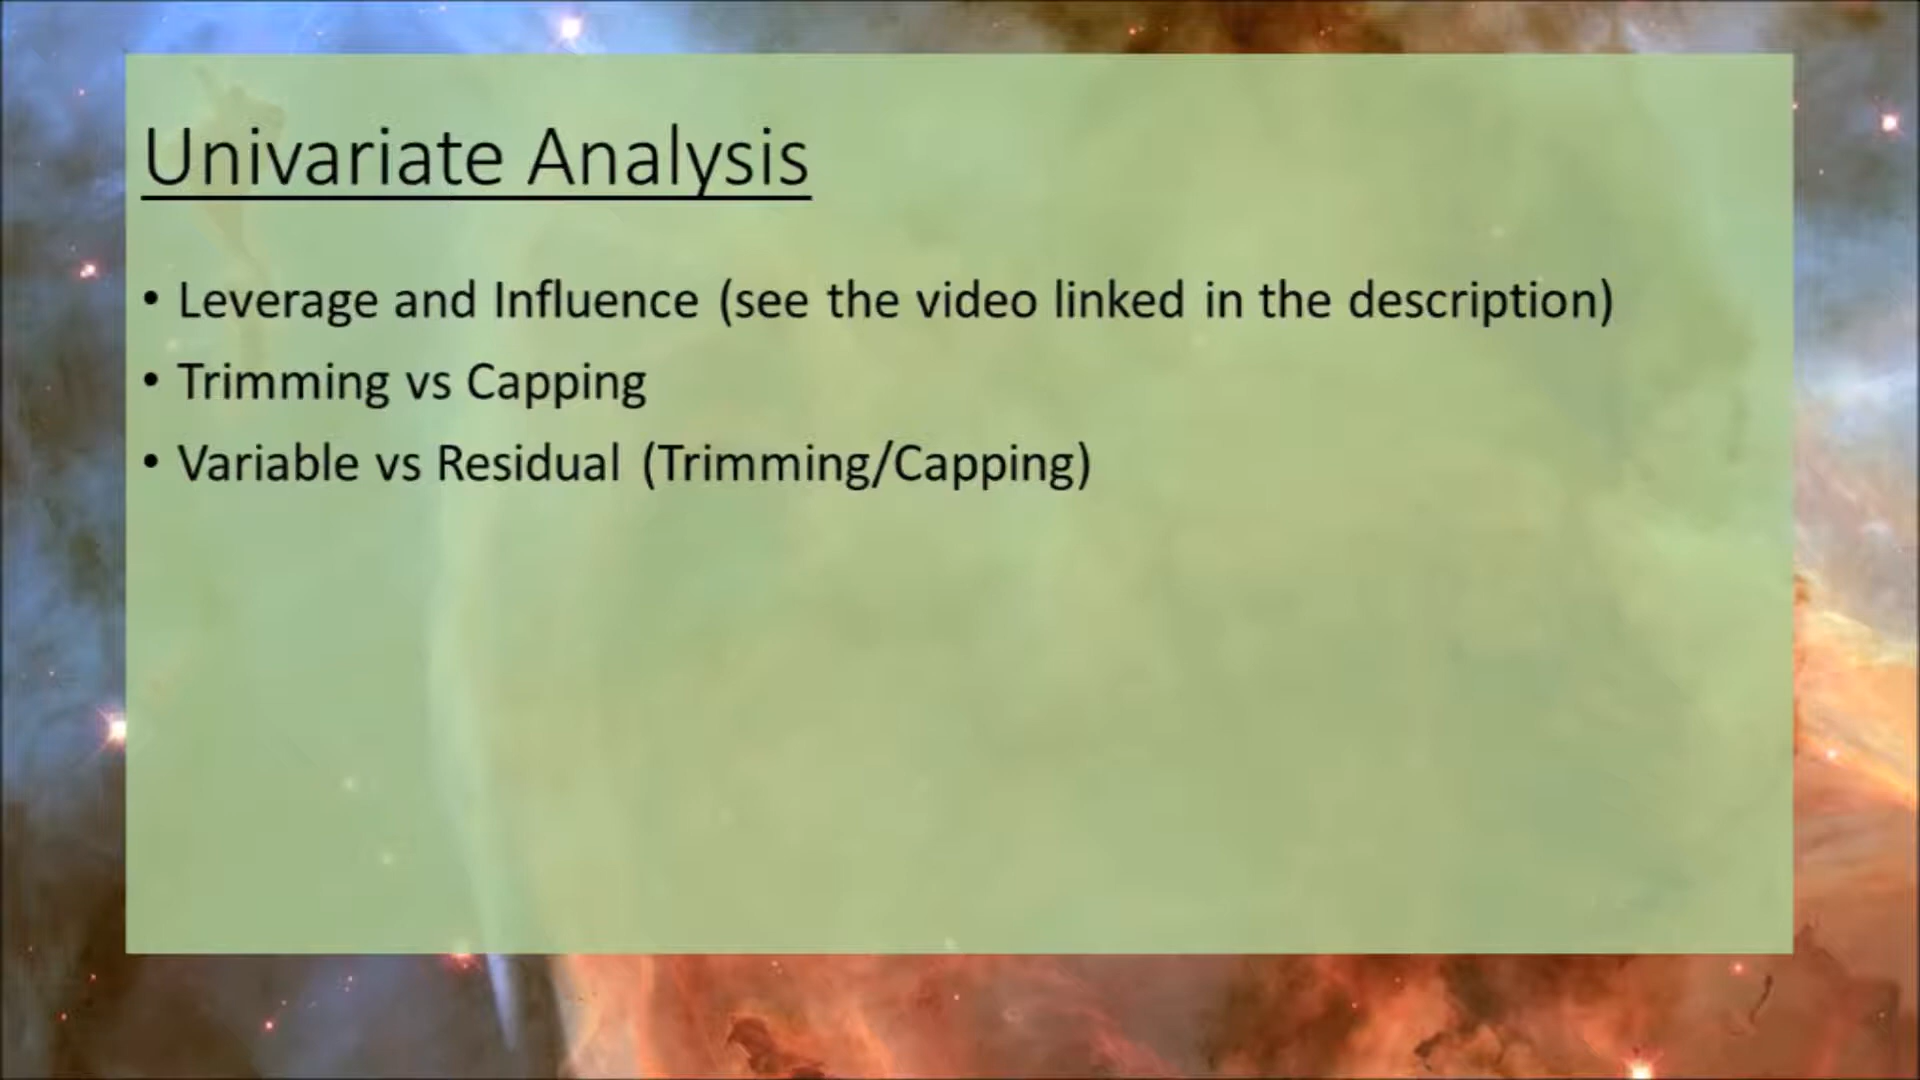 Univariate Analysis
• Leverage and Influence (see the video linked in the description)
• Trimming vs Capping
• Variable vs Residual (Trimming/Capping)